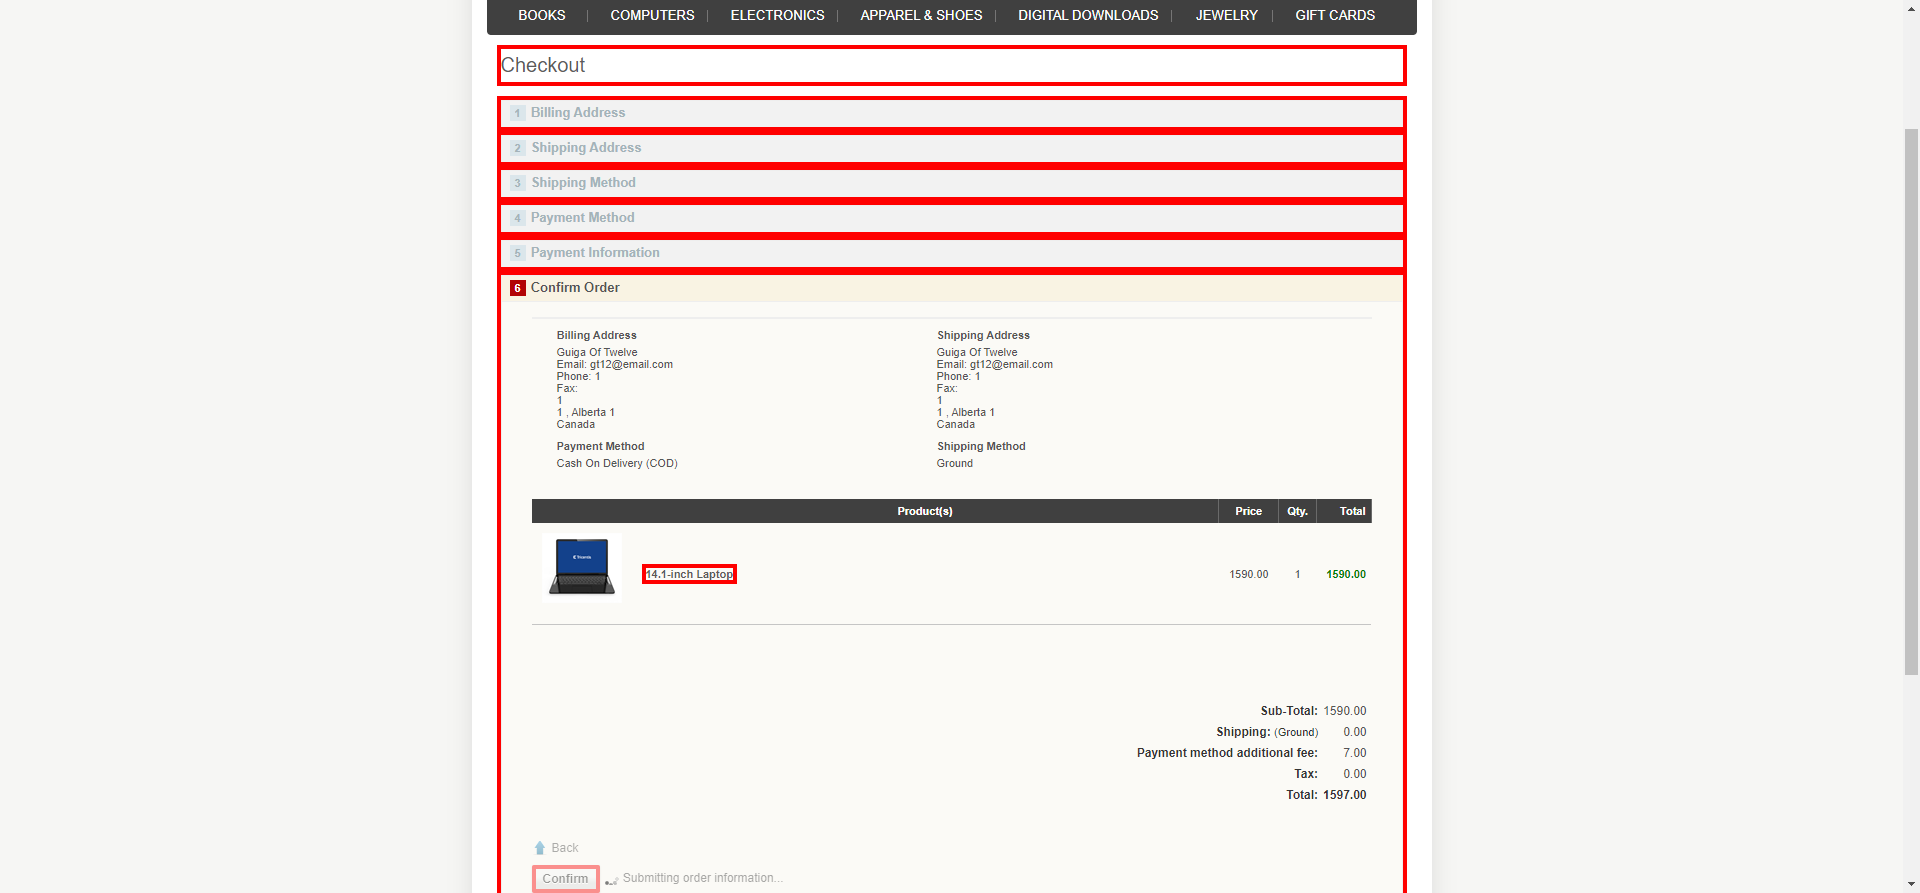 BOOKS COMPUTERS ELECTRONICS APPAREL & SHOES DIGITAL DOWNLOADS JEWELRY GIFT CARDS
Checkout
1 Billing Address
2 Shipping Address
3 Shipping Method
4 Payment Method
5 Payment Information
6 Confirm Order
Billing Address
Guiga Of Twelve
Email: gt12@email.com
Phone: 1
Fax:
1
1 , Alberta 1
Canada
Payment Method
Cash On Delivery (COD)
Shipping Address
Guiga Of Twelve
Email: gt12@email.com
Phone: 1
Fax:
1
1 , Alberta 1
Canada
Shipping Method
Ground
Product(s) Price Qty. Total
14.1-inch Laptop 1590.00 1 1590.00
Sub-Total: 1590.00
Shipping: (Ground) 0.00
Payment method additional fee: 7.00
Tax: 0.00
Total: 1597.00
Back
Confirm Submitting order information...